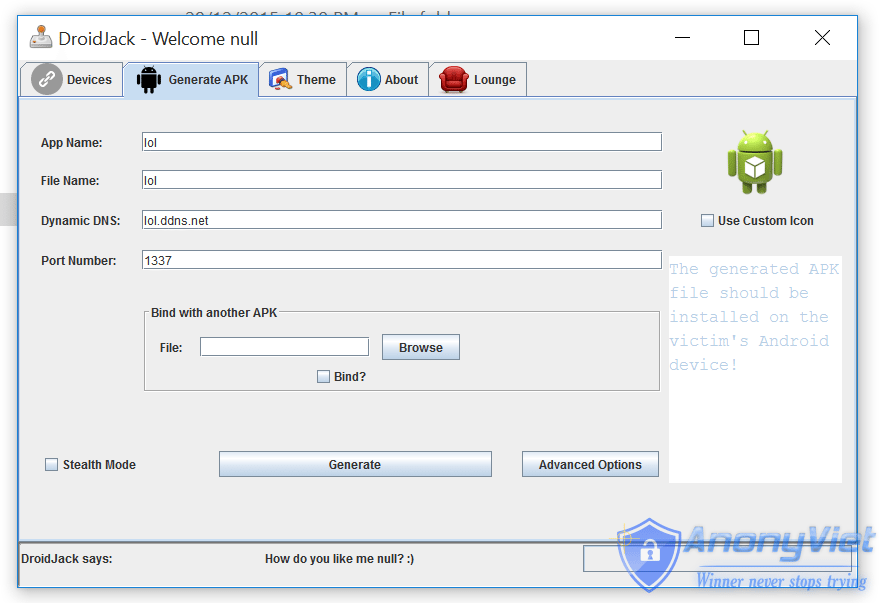 DroidJack - Welcome null
Devices
Generate APK
Theme
About
Lounge
App Name:
lol
File Name:
lol
Dynamic DNS:
lol.ddns.net
Use Custom Icon
Port Number:
1337
The generated APK
file should be
installed on the
victim's Android
device!
Bind with another APK
File:
Browse
Bind?
Stealth Mode
Generate
Advanced Options
DroidJack says:
How do you like me null? :)
AnonyViet
Winner never stops trying